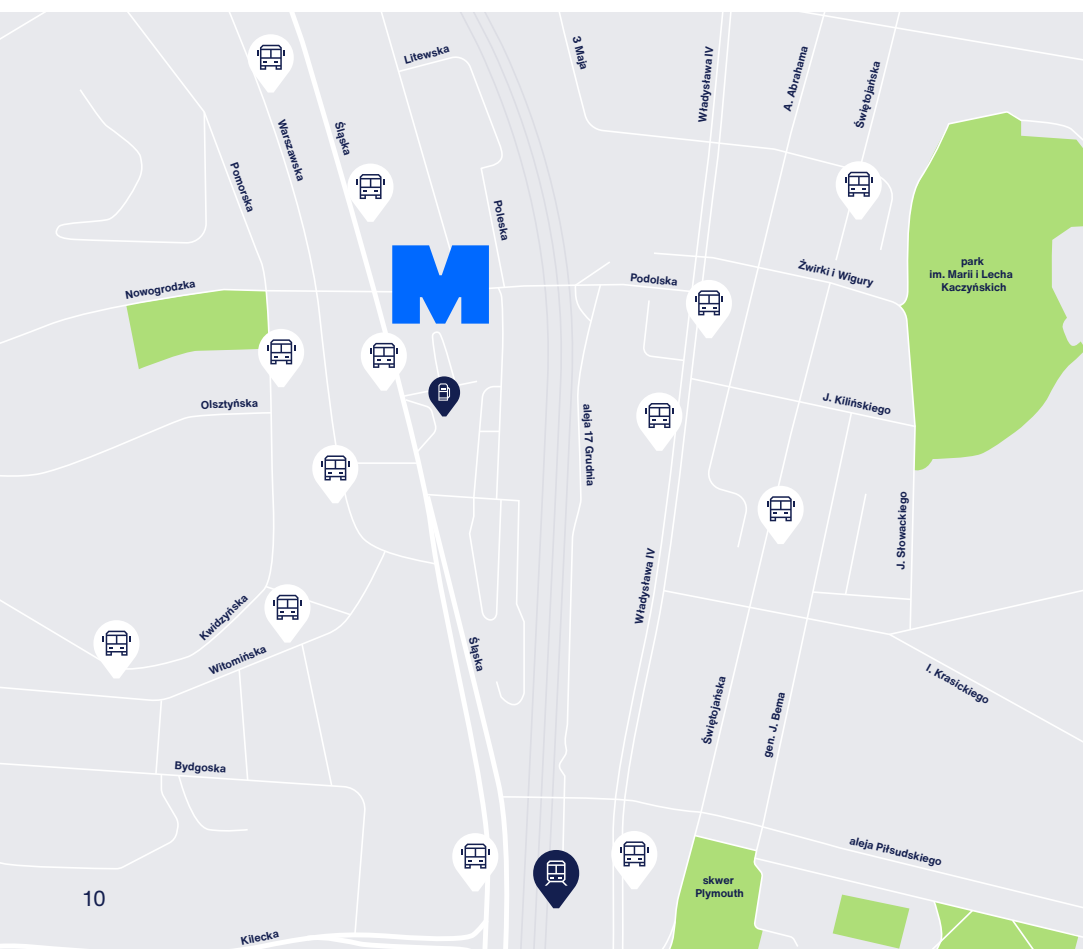 Litewska
3 Maja
Władysława IV
A. Abrahama
Świętojańska
Śląska
Warszawska
Pomorska
Poleska
park
im. Marii i Lecha
Kaczyńskich
Żwirki i Wigury
Podolska
Nowogrodzka
M
Olsztyńska
J. Kilińskiego
aleja 17 Grudnia
J. Słowackiego
Władysława IV
Kwidzyńska
Witomińska
Śląska
I. Krasickiego
Świętojańska
gen. J. Bema
Bydgoska
aleja Piłsudskiego
skwer
Plymouth
10
Kilecka